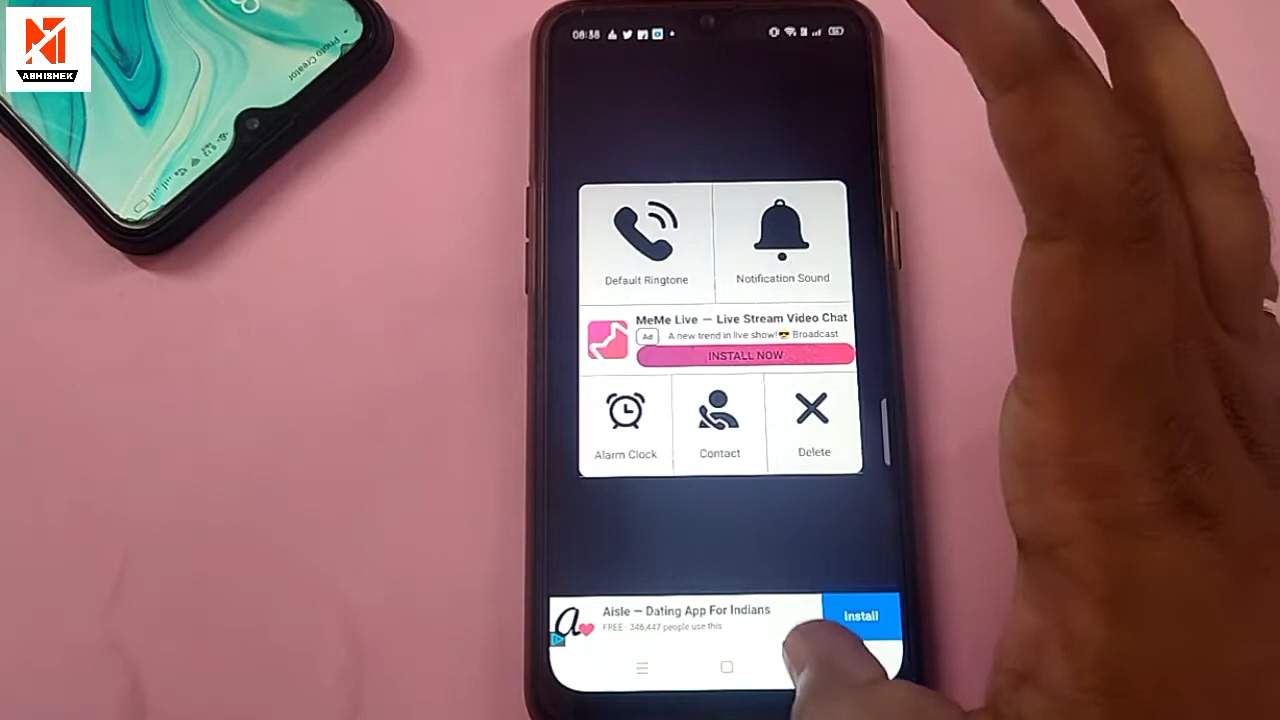 ABHISHEK
Photo Creator
08:38
Default Ringtone
Notification Sound
MeMe Live — Live Stream Video Chat
Ad
A new trend in live show!😎 Broadcast
INSTALL NOW
Alarm Clock
Contact
Delete
Aisle — Dating App For Indians
FREE · 346,447 people use this
Install